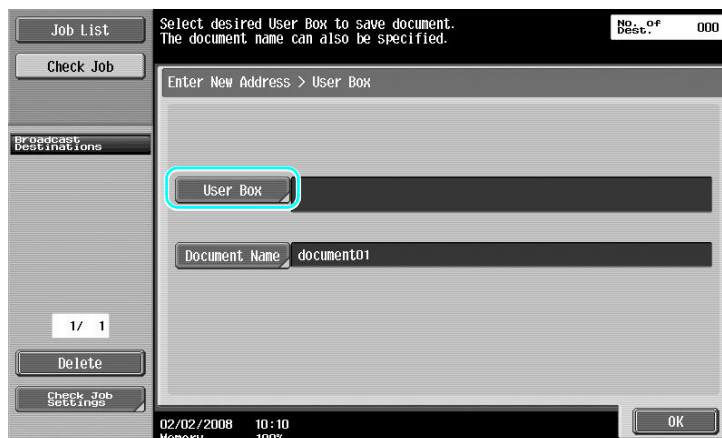 Job List
Check Job
Select desired User Box to save document.
The document name can also be specified.
No. of
Dest.
000
Enter New Address > User Box
Broadcast
Destinations
User Box
Document Name
document01
1/ 1
Delete
Check Job
Settings
02/02/2008 10:10
Memory 100%
OK